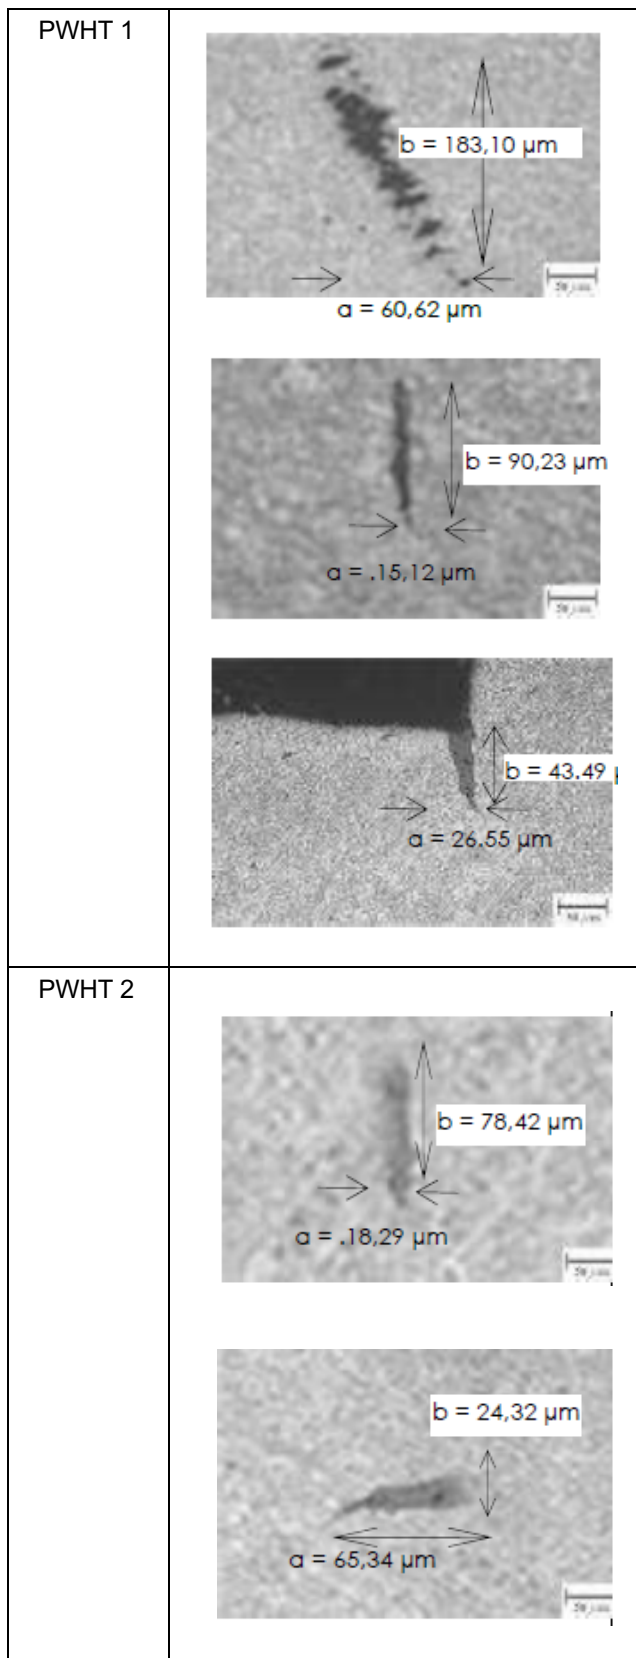 PWHT 1
b = 183,10 µm
a = 60,62 µm
b = 90,23 µm
a = .15,12 µm
b = 43.49
a = 26.55 µm
PWHT 2
b = 78,42 µm
a = .18,29 µm
b = 24,32 µm
a = 65,34 µm